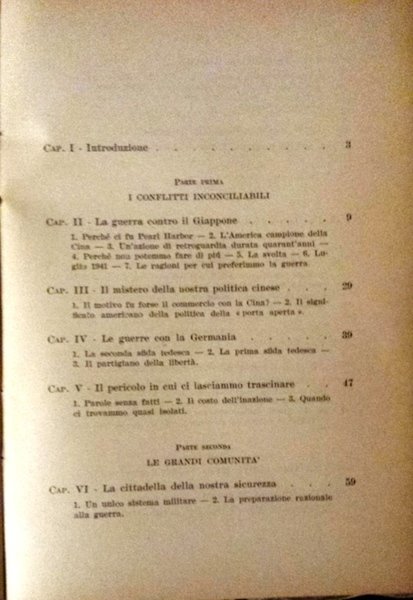 CAP. I - Introduzione . . . . . . . . . 3
PARTE PRIMA
I CONFLITTI INCONCILIABILI
CAP. II - La guerra contro il Giappone . . . . . 9
1. Perché ci fu Pearl Harbor — 2. L'America campione della
Cina — 3. Un'azione di retroguardia durata quarant'anni —
4. Perché non potemmo fare di più — 5. La svolta — 6. Lu-
glio 1941 — 7. Le ragioni per cui preferimmo la guerra.
CAP. III - Il mistero della nostra politica cinese . . . 29
1. Il motivo fu forse il commercio con la Cina? — 2. Il signi-
ficato americano della politica della « porta aperta ».
CAP. IV - Le guerre con la Germania . . . . . 39
1. La seconda sfida tedesca — 2. La prima sfida tedesca —
3. Il partigiano della libertà.
CAP. V - Il pericolo in cui ci lasciammo trascinare . . 47
1. Parole senza fatti — 2. Il costo dell'inazione — 3. Quando
ci trovammo quasi isolati.
PARTE SECONDA
LE GRANDI COMUNITA'
CAP. VI - La cittadella della nostra sicurezza . . . 59
1. Un unico sistema militare — 2. La preparazione razionale
alla guerra.